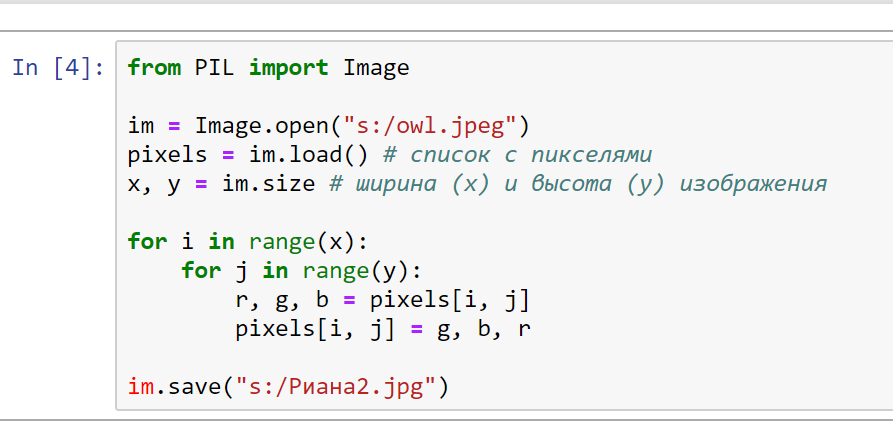 In [4]:
from PIL import Image
im = Image.open("s:/owl.jpeg")
pixels = im.load() # список с пикселями
x, y = im.size # ширина (x) и высота (y) изображения
for i in range(x):
    for j in range(y):
        r, g, b = pixels[i, j]
        pixels[i, j] = g, b, r
im.save("s:/Риана2.jpg")